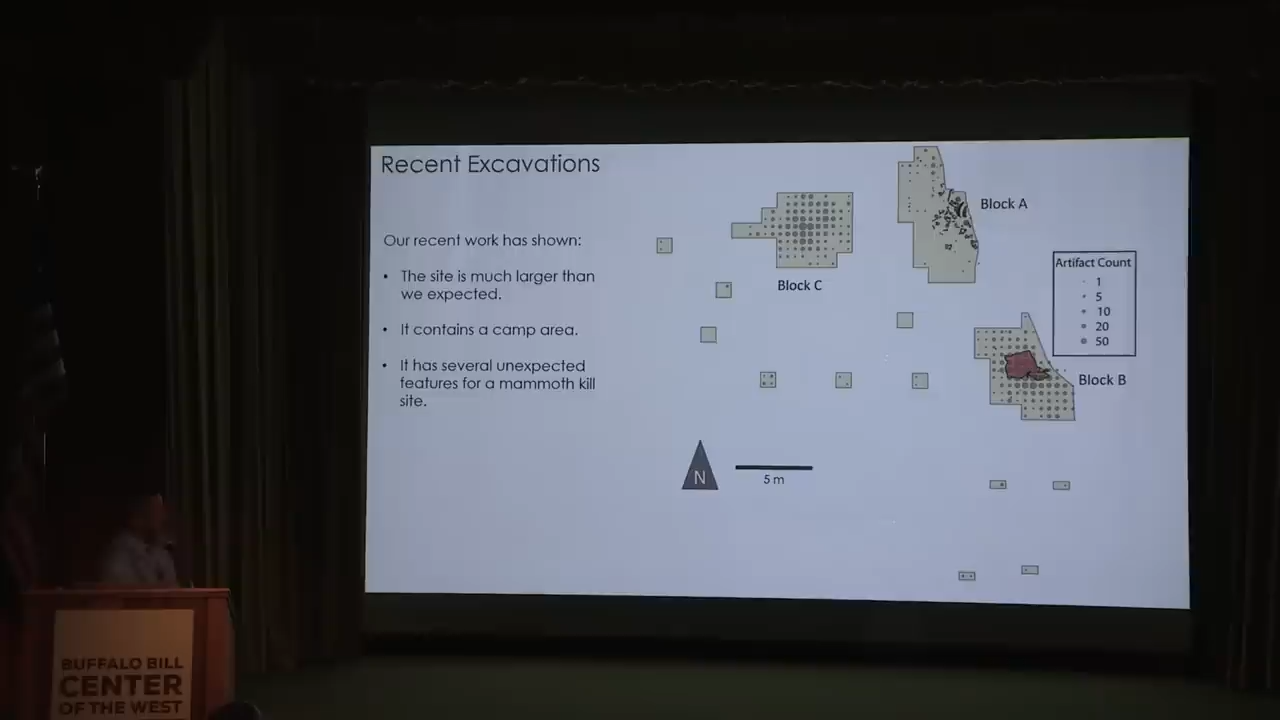 Recent Excavations
Our recent work has shown:
• The site is much larger than
we expected.
• It contains a camp area.
• It has several unexpected
features for a mammoth kill
site.
Block A
Block C
Artifact Count
1
5
10
20
50
Block B
N
5 m
BUFFALO BILL
CENTER
OF THE WEST